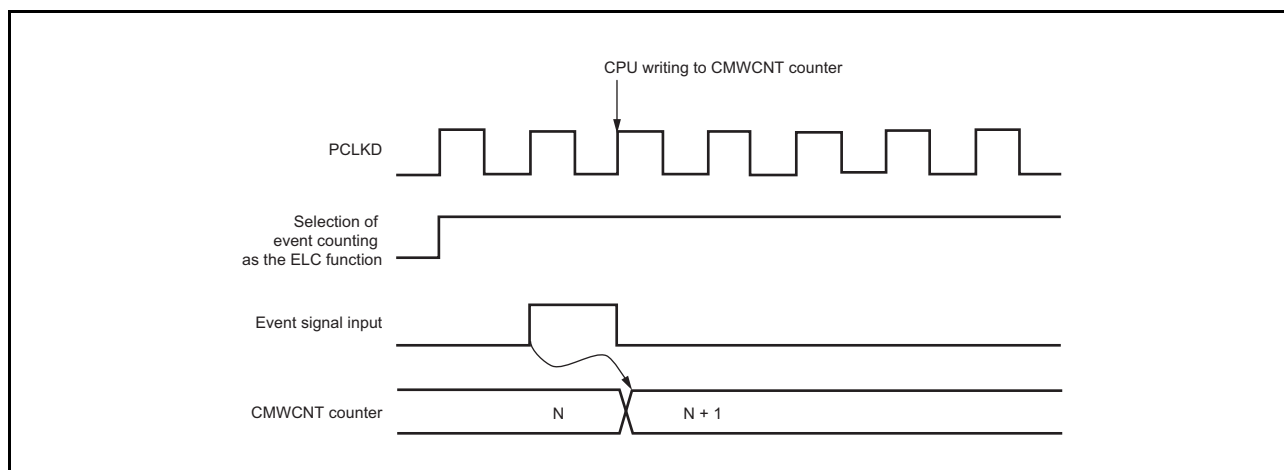 CPU writing to CMWCNT counter
PCLKD
Selection of
event counting
as the ELC function
Event signal input
CMWCNT counter
N
N + 1